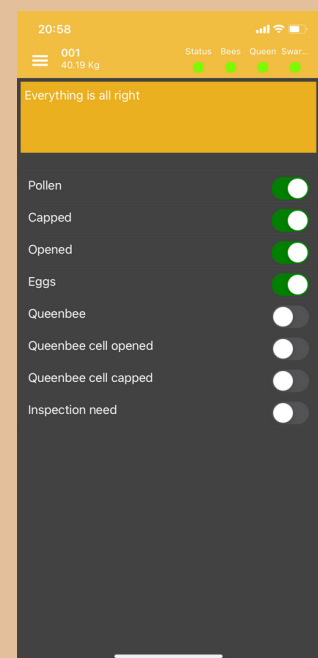 20:58
001
40.19 Kg
Status Bees Queen Swar...
Everything is all right
Pollen
Capped
Opened
Eggs
Queenbee
Queenbee cell opened
Queenbee cell capped
Inspection need